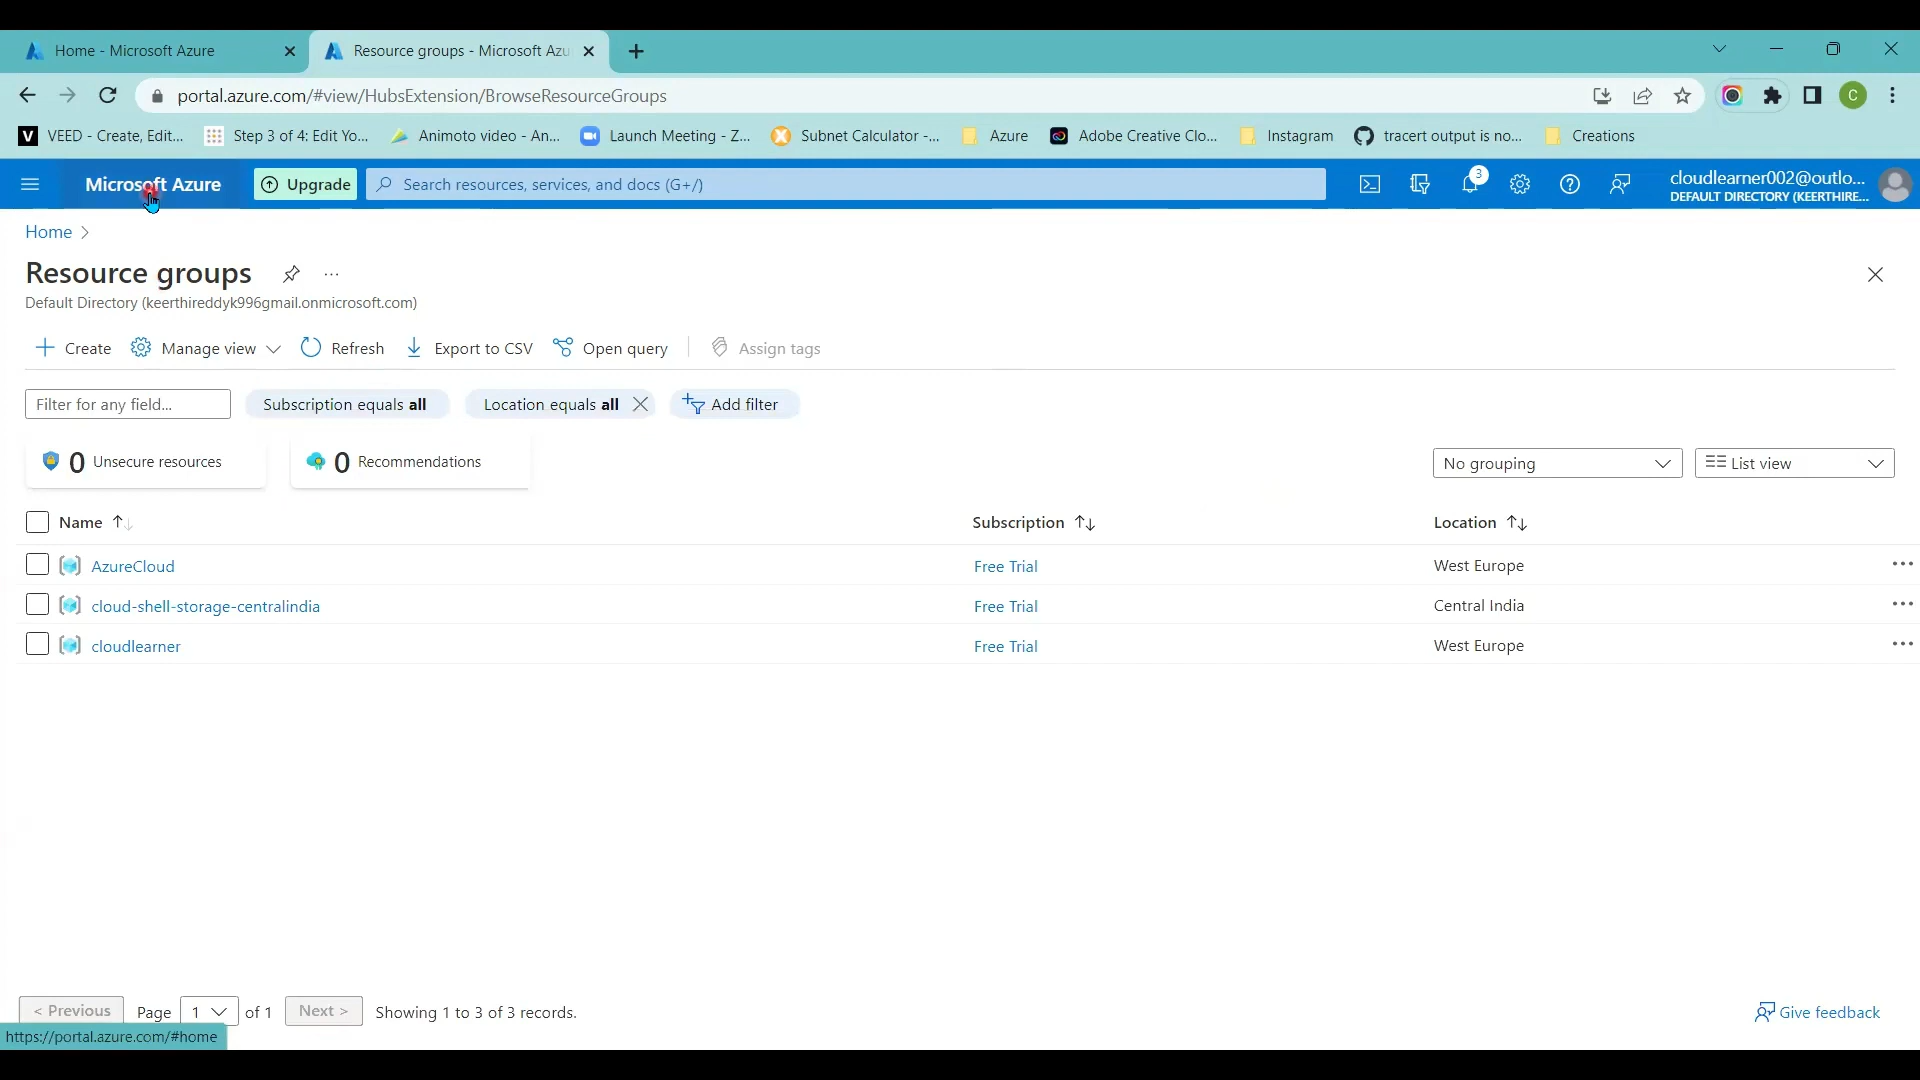 Home - Microsoft Azure
Resource groups - Microsoft Azu
portal.azure.com/#view/HubsExtension/BrowseResourceGroups
C
VEED - Create, Edit...
Step 3 of 4: Edit Yo...
Animoto video - An...
Launch Meeting - Z...
Subnet Calculator -...
Azure
Adobe Creative Clo...
Instagram
tracert output is no...
Creations
Microsoft Azure
Upgrade
Search resources, services, and docs (G+/)
3
cloudlearner002@outlo...
DEFAULT DIRECTORY (KEERTHIRE...
Home
Resource groups
Default Directory (keerthireddyk996gmail.onmicrosoft.com)
Create
Manage view
Refresh
Export to CSV
Open query
Assign tags
Filter for any field...
Subscription equals all
Location equals all
Add filter
0 Unsecure resources
0 Recommendations
No grouping
List view
Name
Subscription
Location
AzureCloud
Free Trial
West Europe
cloud-shell-storage-centralindia
Free Trial
Central India
cloudlearner
Free Trial
West Europe
< Previous
Page
1
of 1
Next >
Showing 1 to 3 of 3 records.
Give feedback
https://portal.azure.com/#home